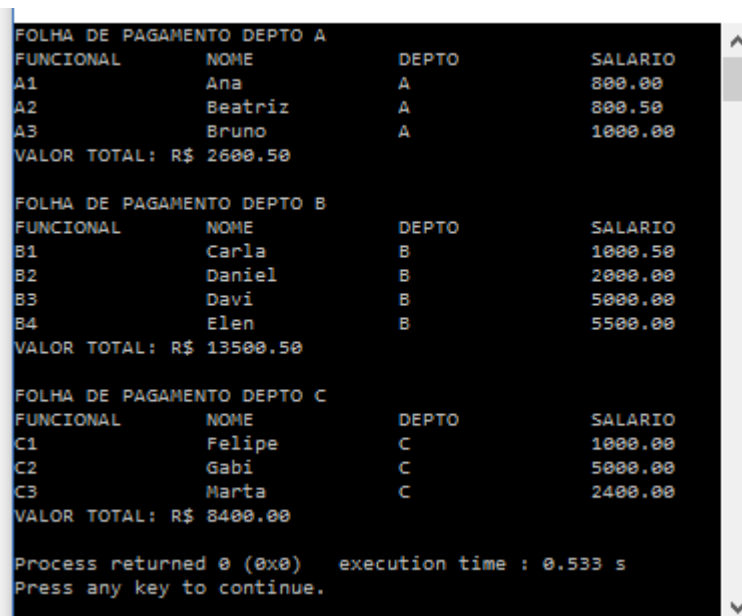 FOLHA DE PAGAMENTO DEPTO A
FUNCIONAL NOME DEPTO SALARIO
A1 Ana A 800.00
A2 Beatriz A 800.50
A3 Bruno A 1000.00
VALOR TOTAL: R$ 2600.50
FOLHA DE PAGAMENTO DEPTO B
FUNCIONAL NOME DEPTO SALARIO
B1 Carla B 1000.50
B2 Daniel B 2000.00
B3 Davi B 5000.00
B4 Elen B 5500.00
VALOR TOTAL: R$ 13500.50
FOLHA DE PAGAMENTO DEPTO C
FUNCIONAL NOME DEPTO SALARIO
C1 Felipe C 1000.00
C2 Gabi C 5000.00
C3 Marta C 2400.00
VALOR TOTAL: R$ 8400.00
Process returned 0 (0x0) execution time : 0.533 s
Press any key to continue.